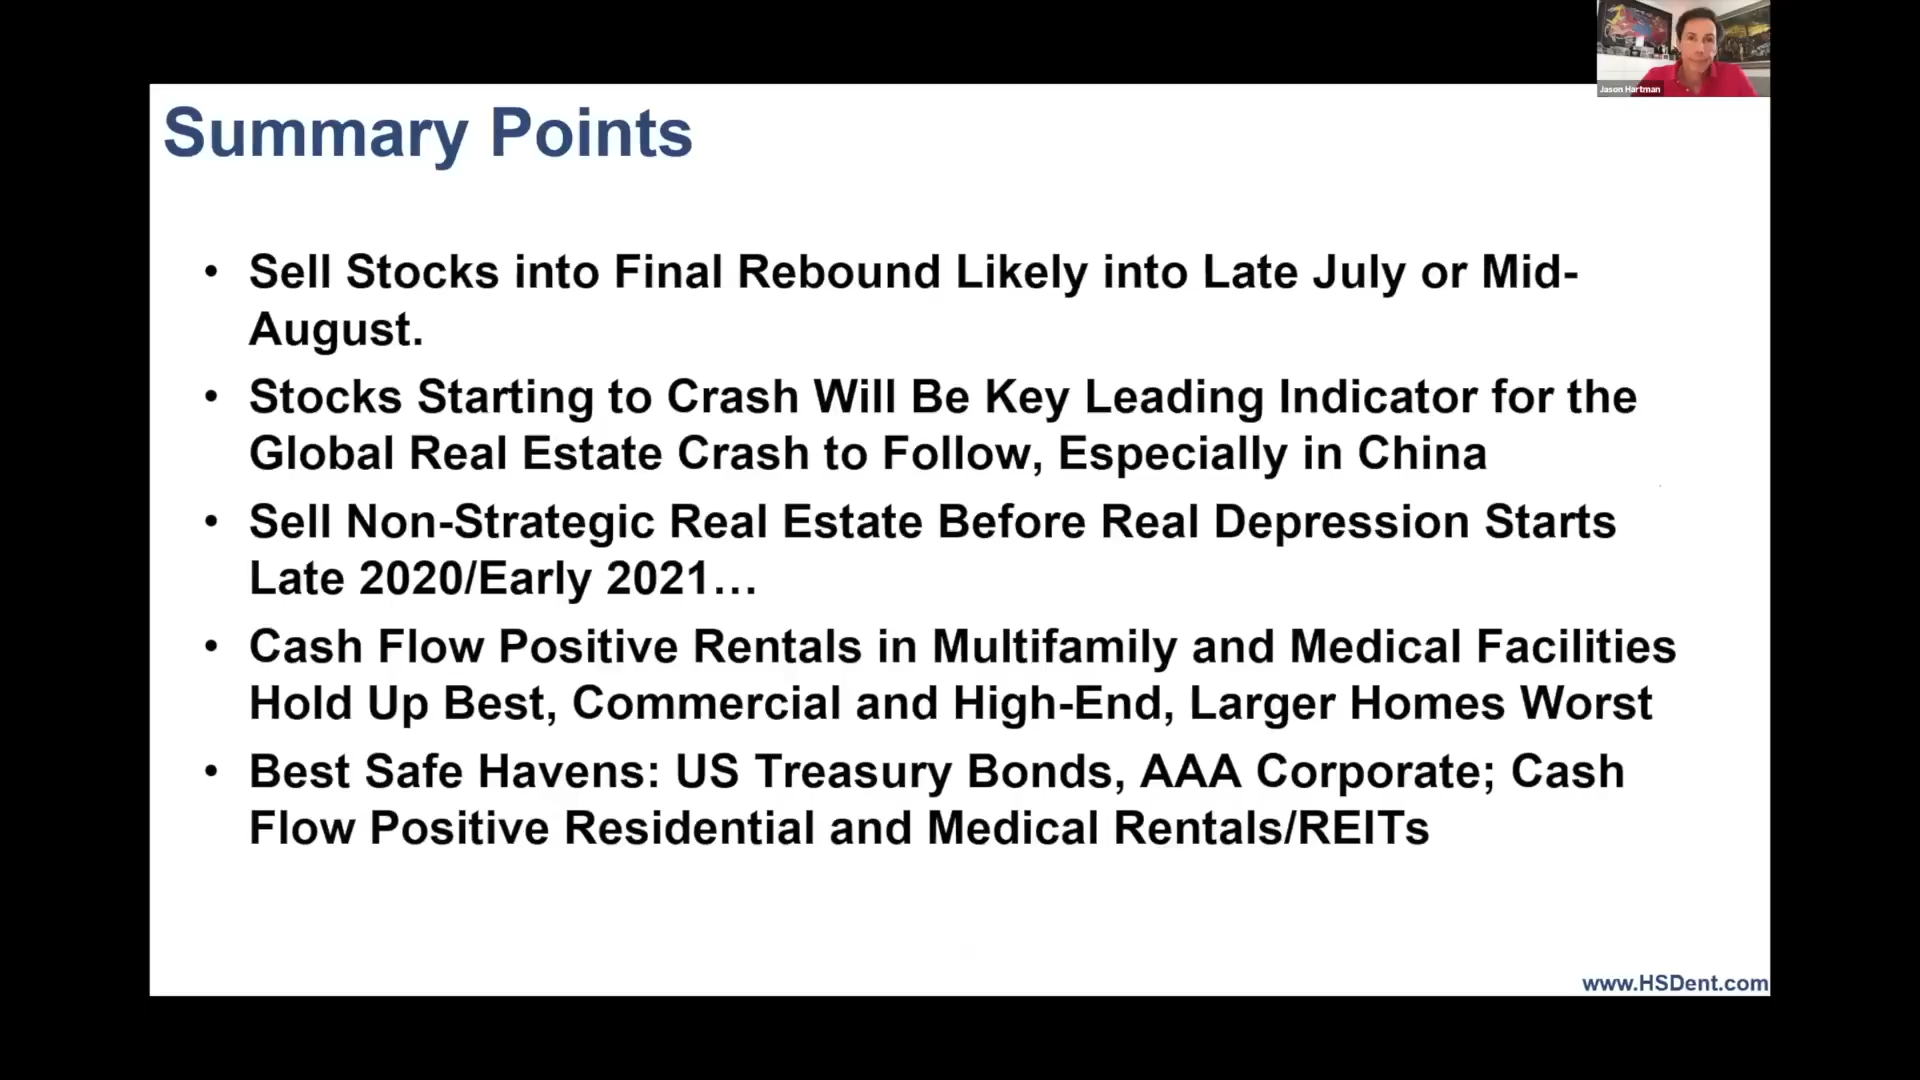 Jason Hartman
Summary Points
• Sell Stocks into Final Rebound Likely into Late July or Mid-
August.
• Stocks Starting to Crash Will Be Key Leading Indicator for the
Global Real Estate Crash to Follow, Especially in China
• Sell Non-Strategic Real Estate Before Real Depression Starts
Late 2020/Early 2021…
• Cash Flow Positive Rentals in Multifamily and Medical Facilities
Hold Up Best, Commercial and High-End, Larger Homes Worst
• Best Safe Havens: US Treasury Bonds, AAA Corporate; Cash
Flow Positive Residential and Medical Rentals/REITs
www.HSDent.com